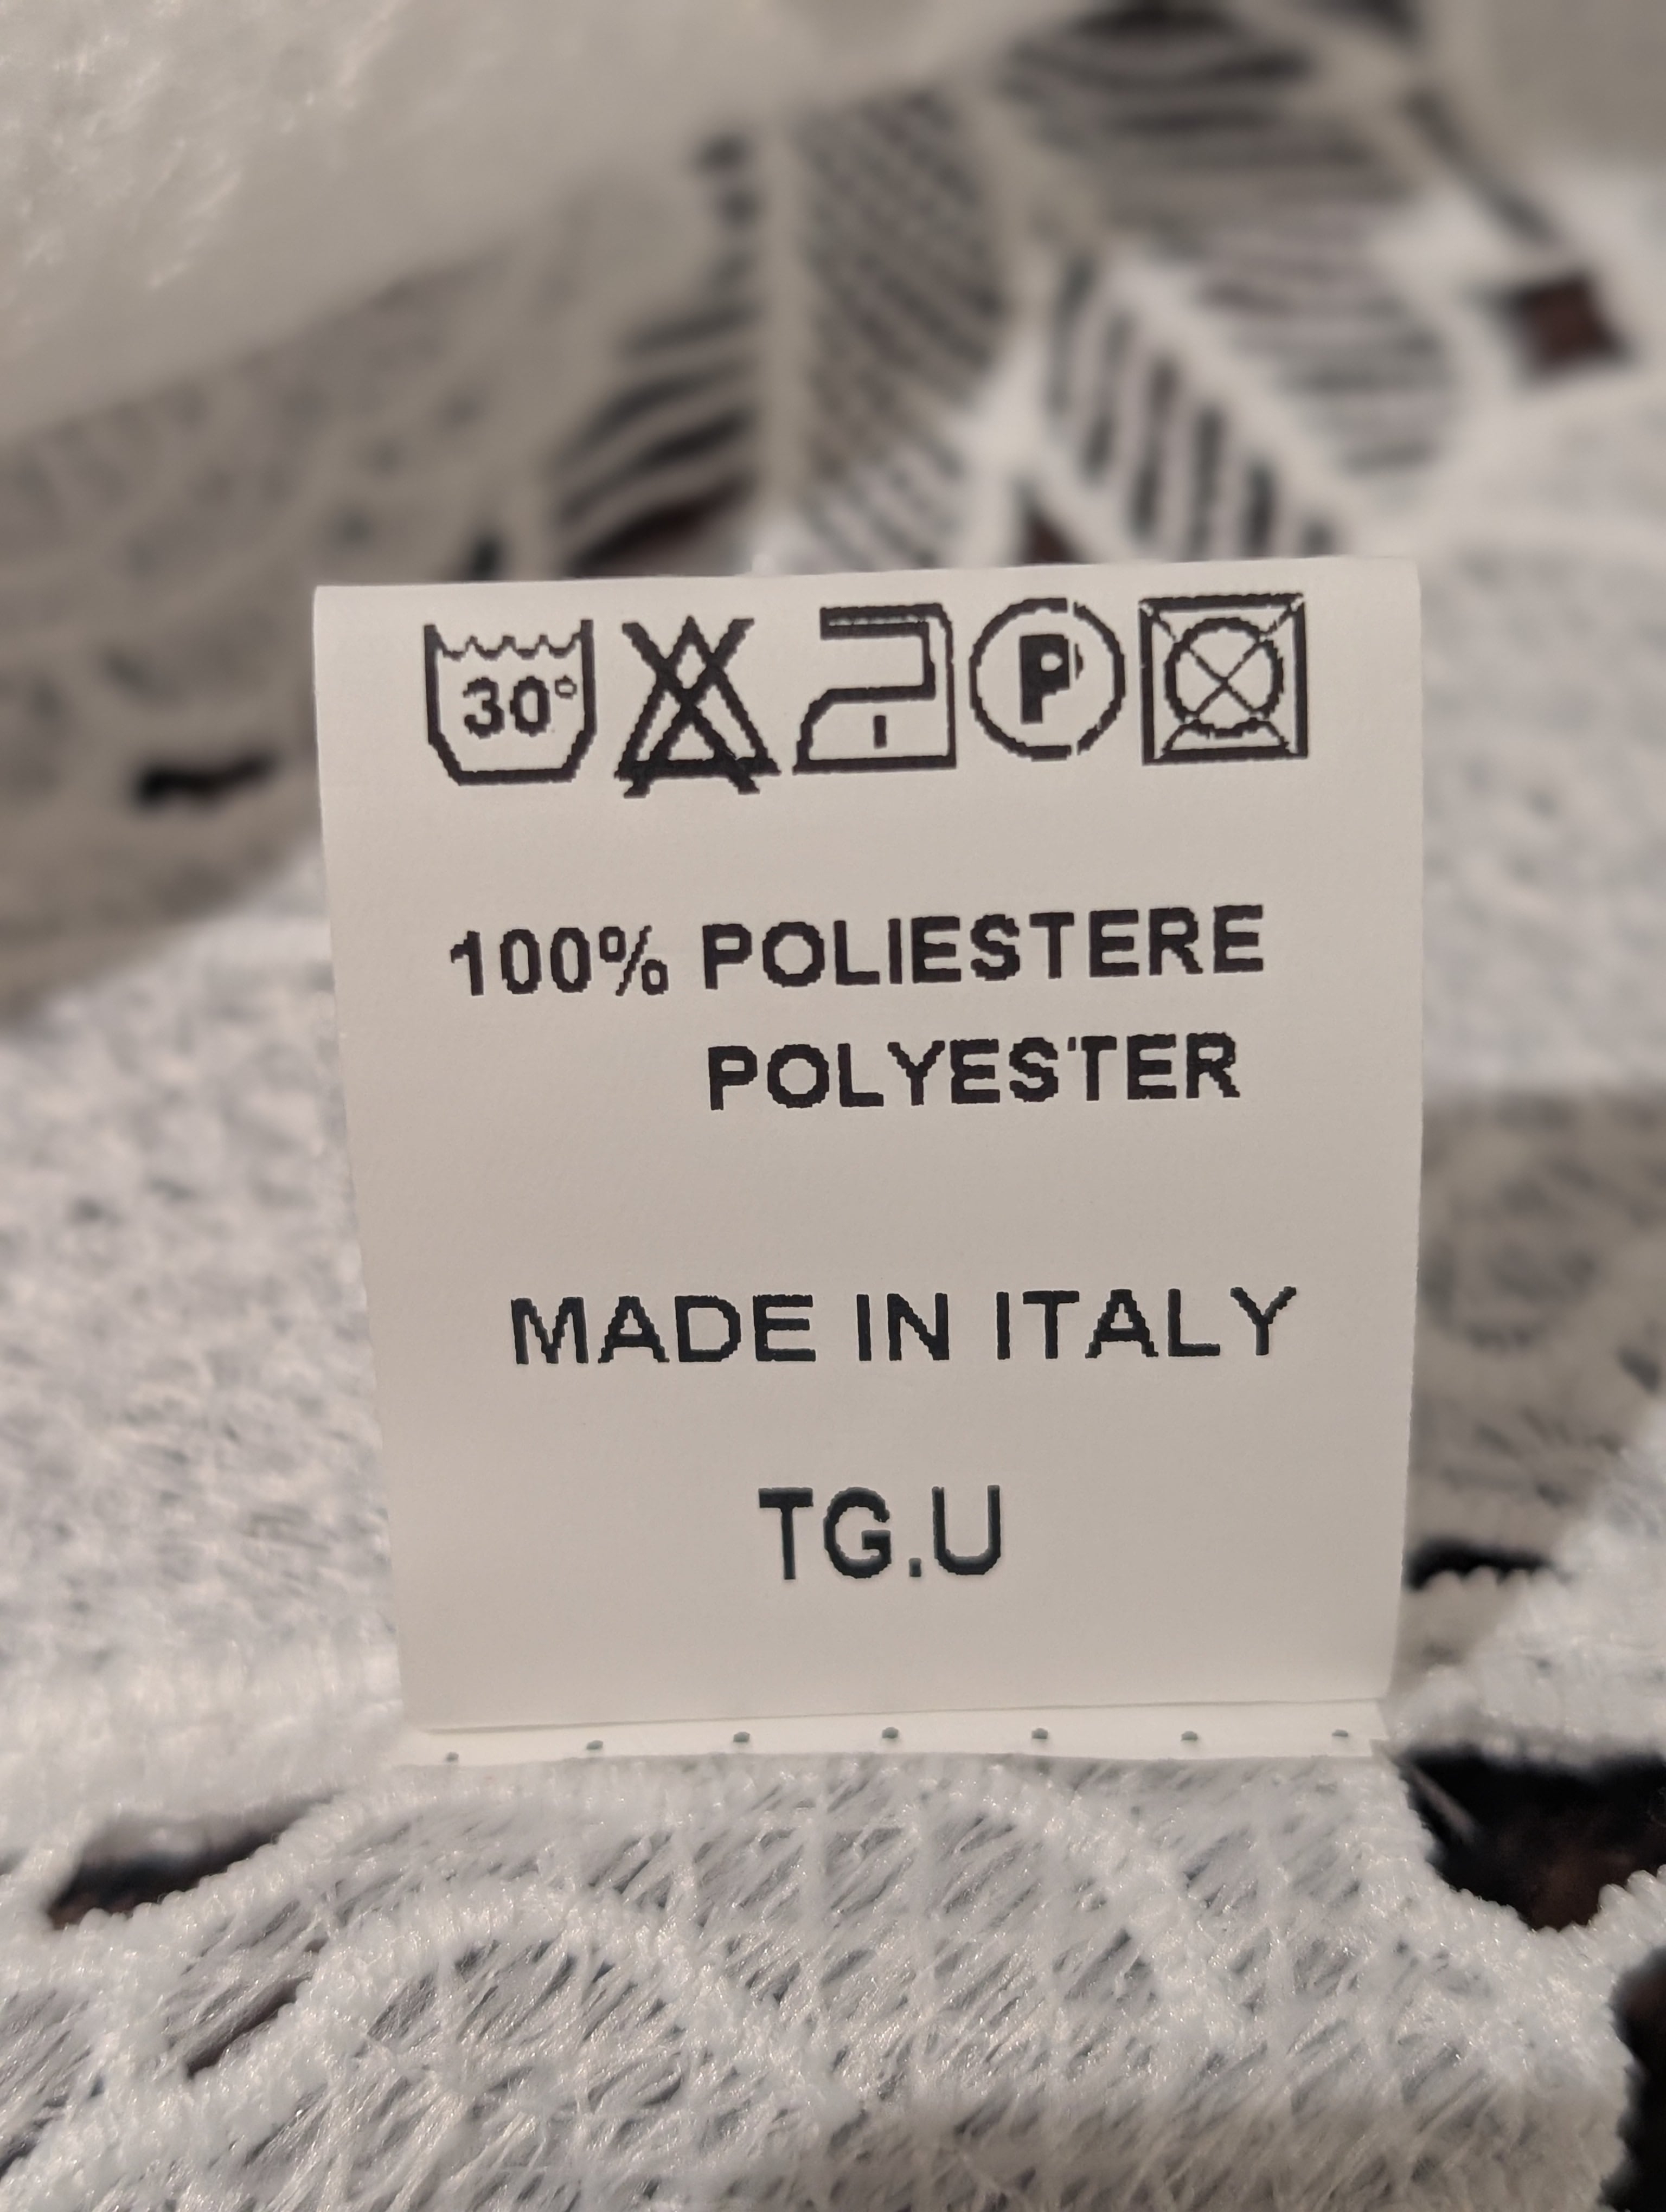 30°
P
100% POLIESTERE
POLYESTER
MADE IN ITALY
TG.U